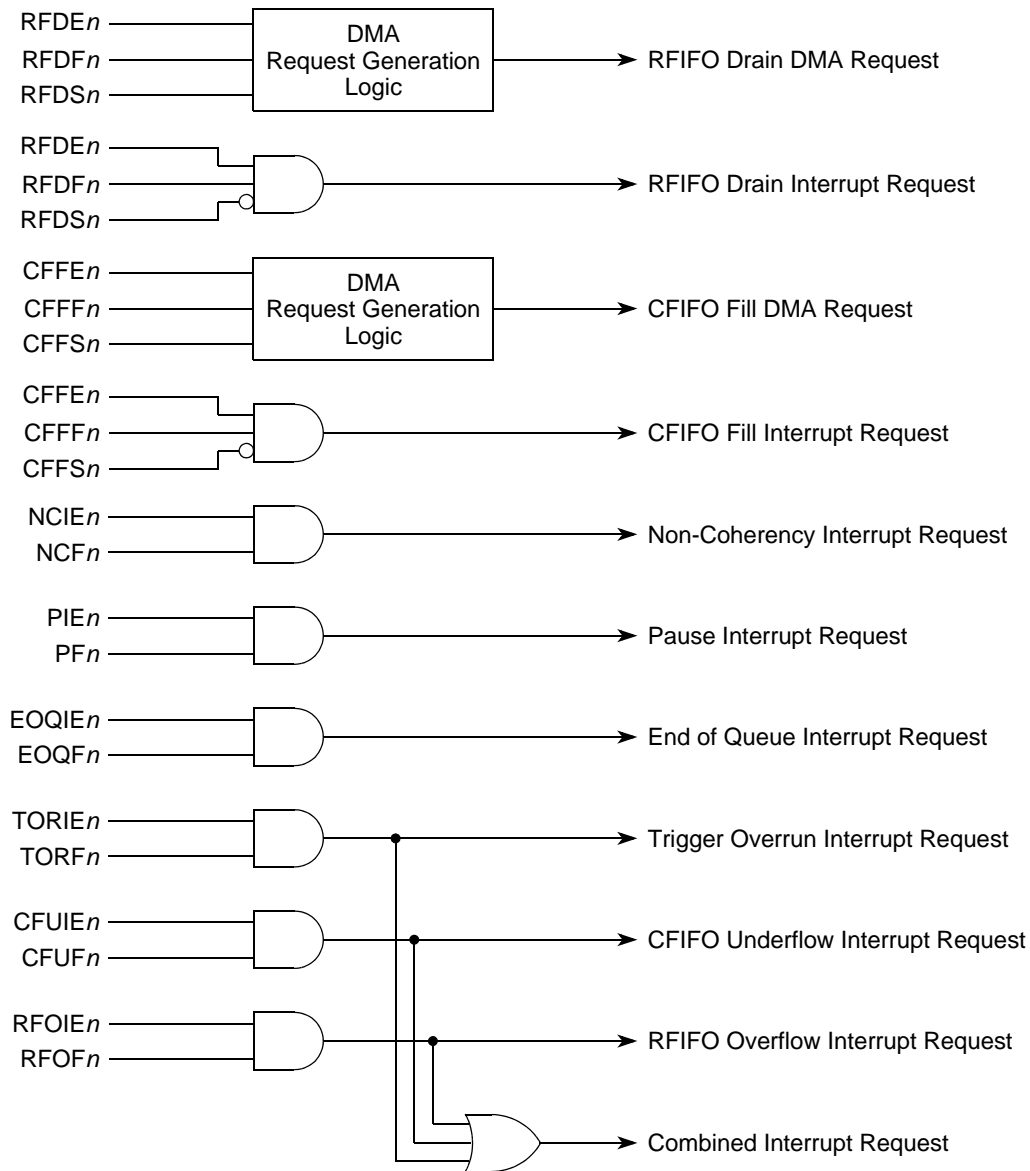 RFDEn
RFDFn
RFDSn
DMA
Request Generation
Logic
RFIFO Drain DMA Request
RFDEn
RFDFn
RFDSn
RFIFO Drain Interrupt Request
CFFEn
CFFFn
CFFSn
DMA
Request Generation
Logic
CFIFO Fill DMA Request
CFFEn
CFFFn
CFFSn
CFIFO Fill Interrupt Request
NCIEn
NCFn
Non-Coherency Interrupt Request
PIEn
PFn
Pause Interrupt Request
EOQIEn
EOQFn
End of Queue Interrupt Request
TORIEn
TORFn
Trigger Overrun Interrupt Request
CFUIEn
CFUFn
CFIFO Underflow Interrupt Request
RFOIEn
RFOFn
RFIFO Overflow Interrupt Request
Combined Interrupt Request